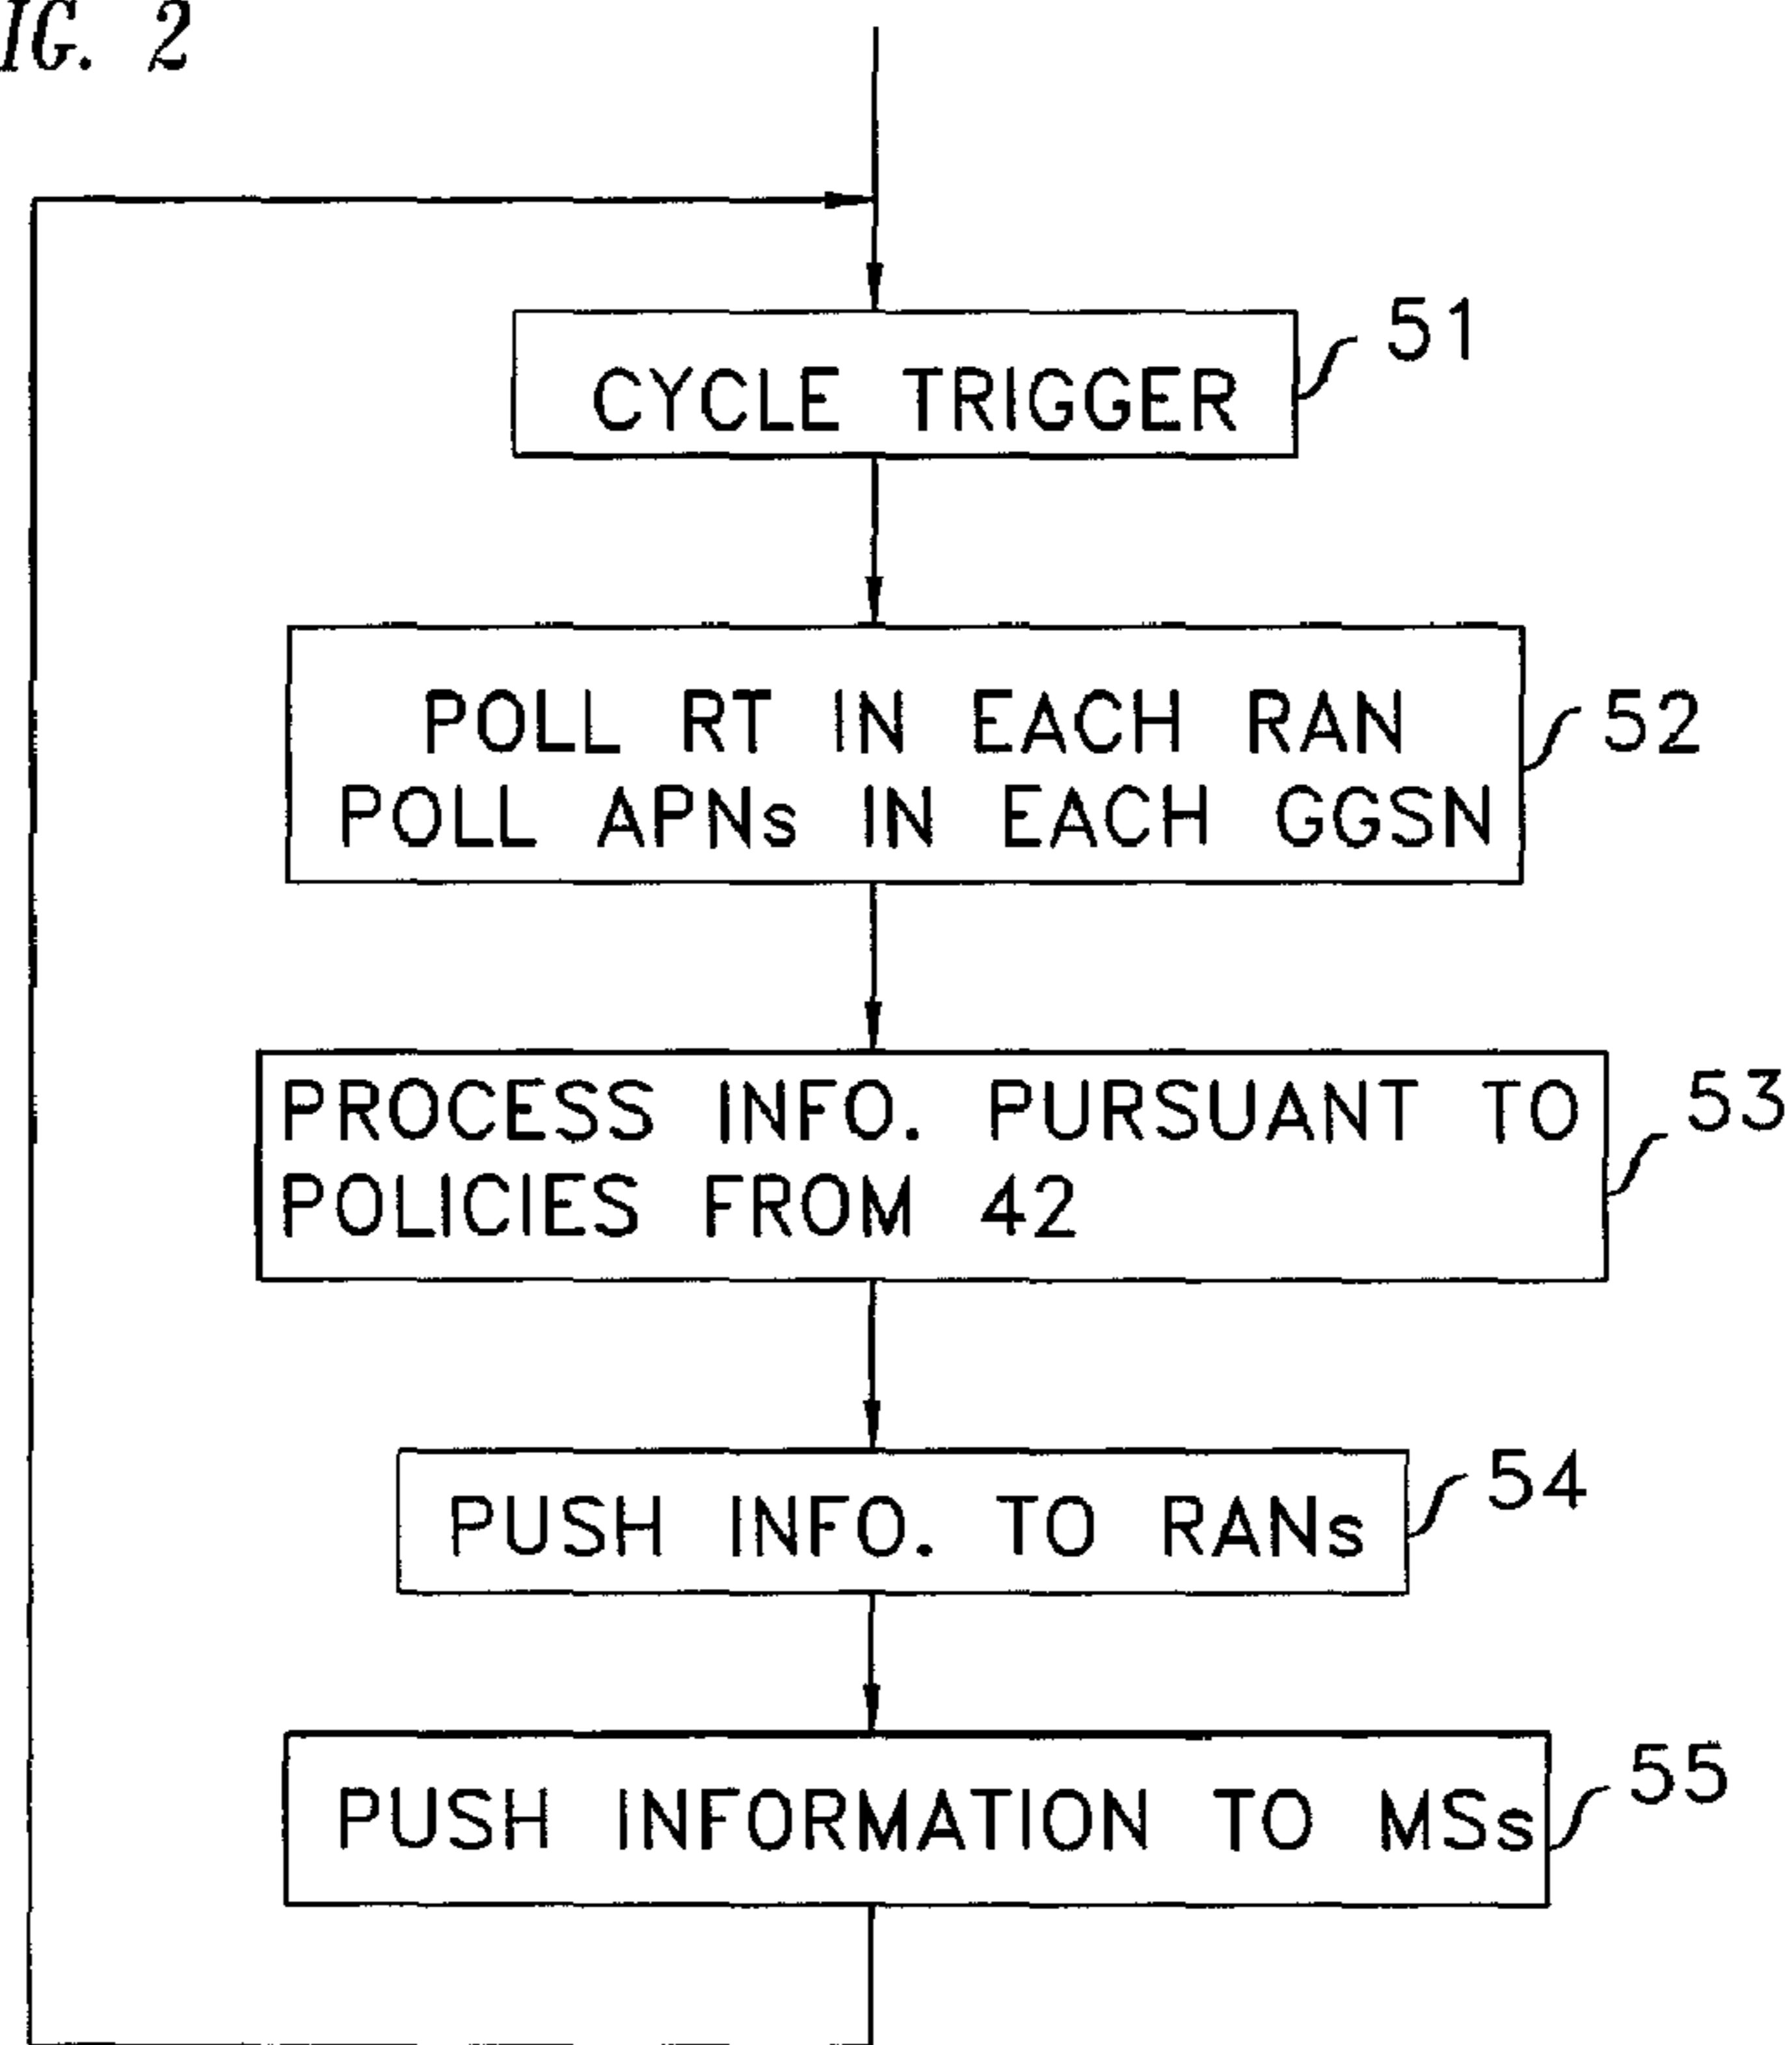 IG. 2
51
CYCLE TRIGGER
52
POLL RT IN EACH RAN
POLL APNs IN EACH GGSN
53
PROCESS INFO. PURSUANT TO
POLICIES FROM 42
54
PUSH INFO. TO RANs
55
PUSH INFORMATION TO MSs